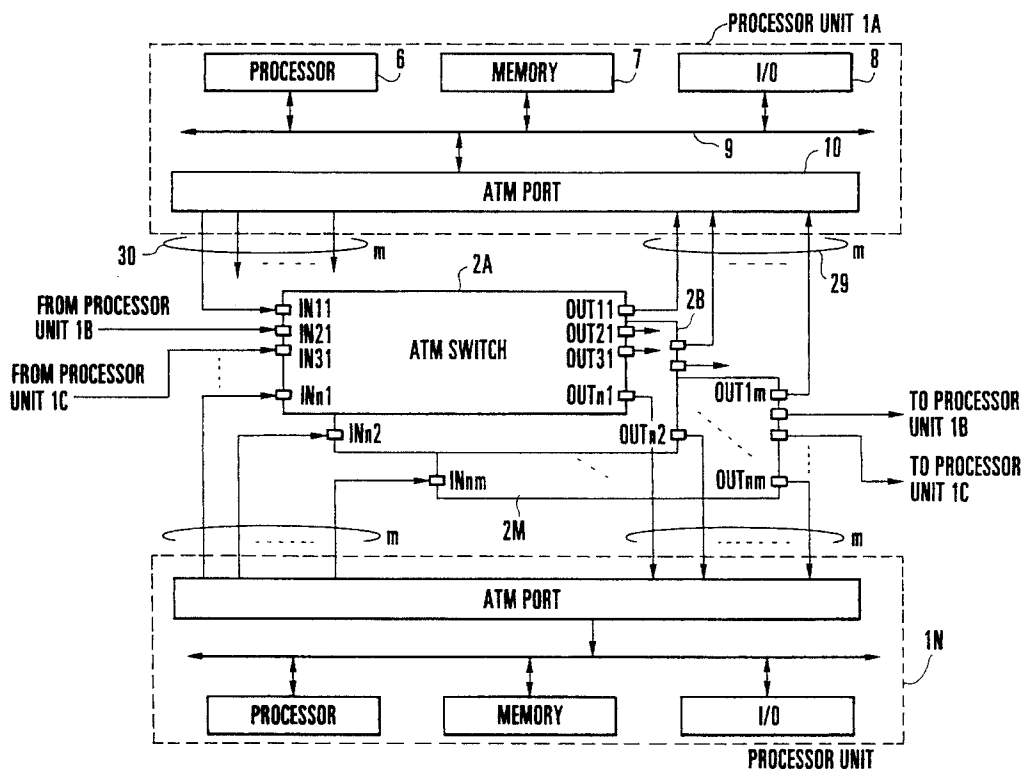 PROCESSOR UNIT 1A
PROCESSOR
6
MEMORY
7
I/O
8
9
10
ATM PORT
30
m
m
29
2A
FROM PROCESSOR
UNIT 1B
FROM PROCESSOR
UNIT 1C
IN11
IN21
IN31
INn1
ATM SWITCH
OUT11
OUT21
OUT31
OUTn1
2B
INn2
OUTn2
INnm
OUT1m
OUTnm
2M
TO PROCESSOR
UNIT 1B
TO PROCESSOR
UNIT 1C
m
m
ATM PORT
1N
PROCESSOR
MEMORY
I/O
PROCESSOR UNIT